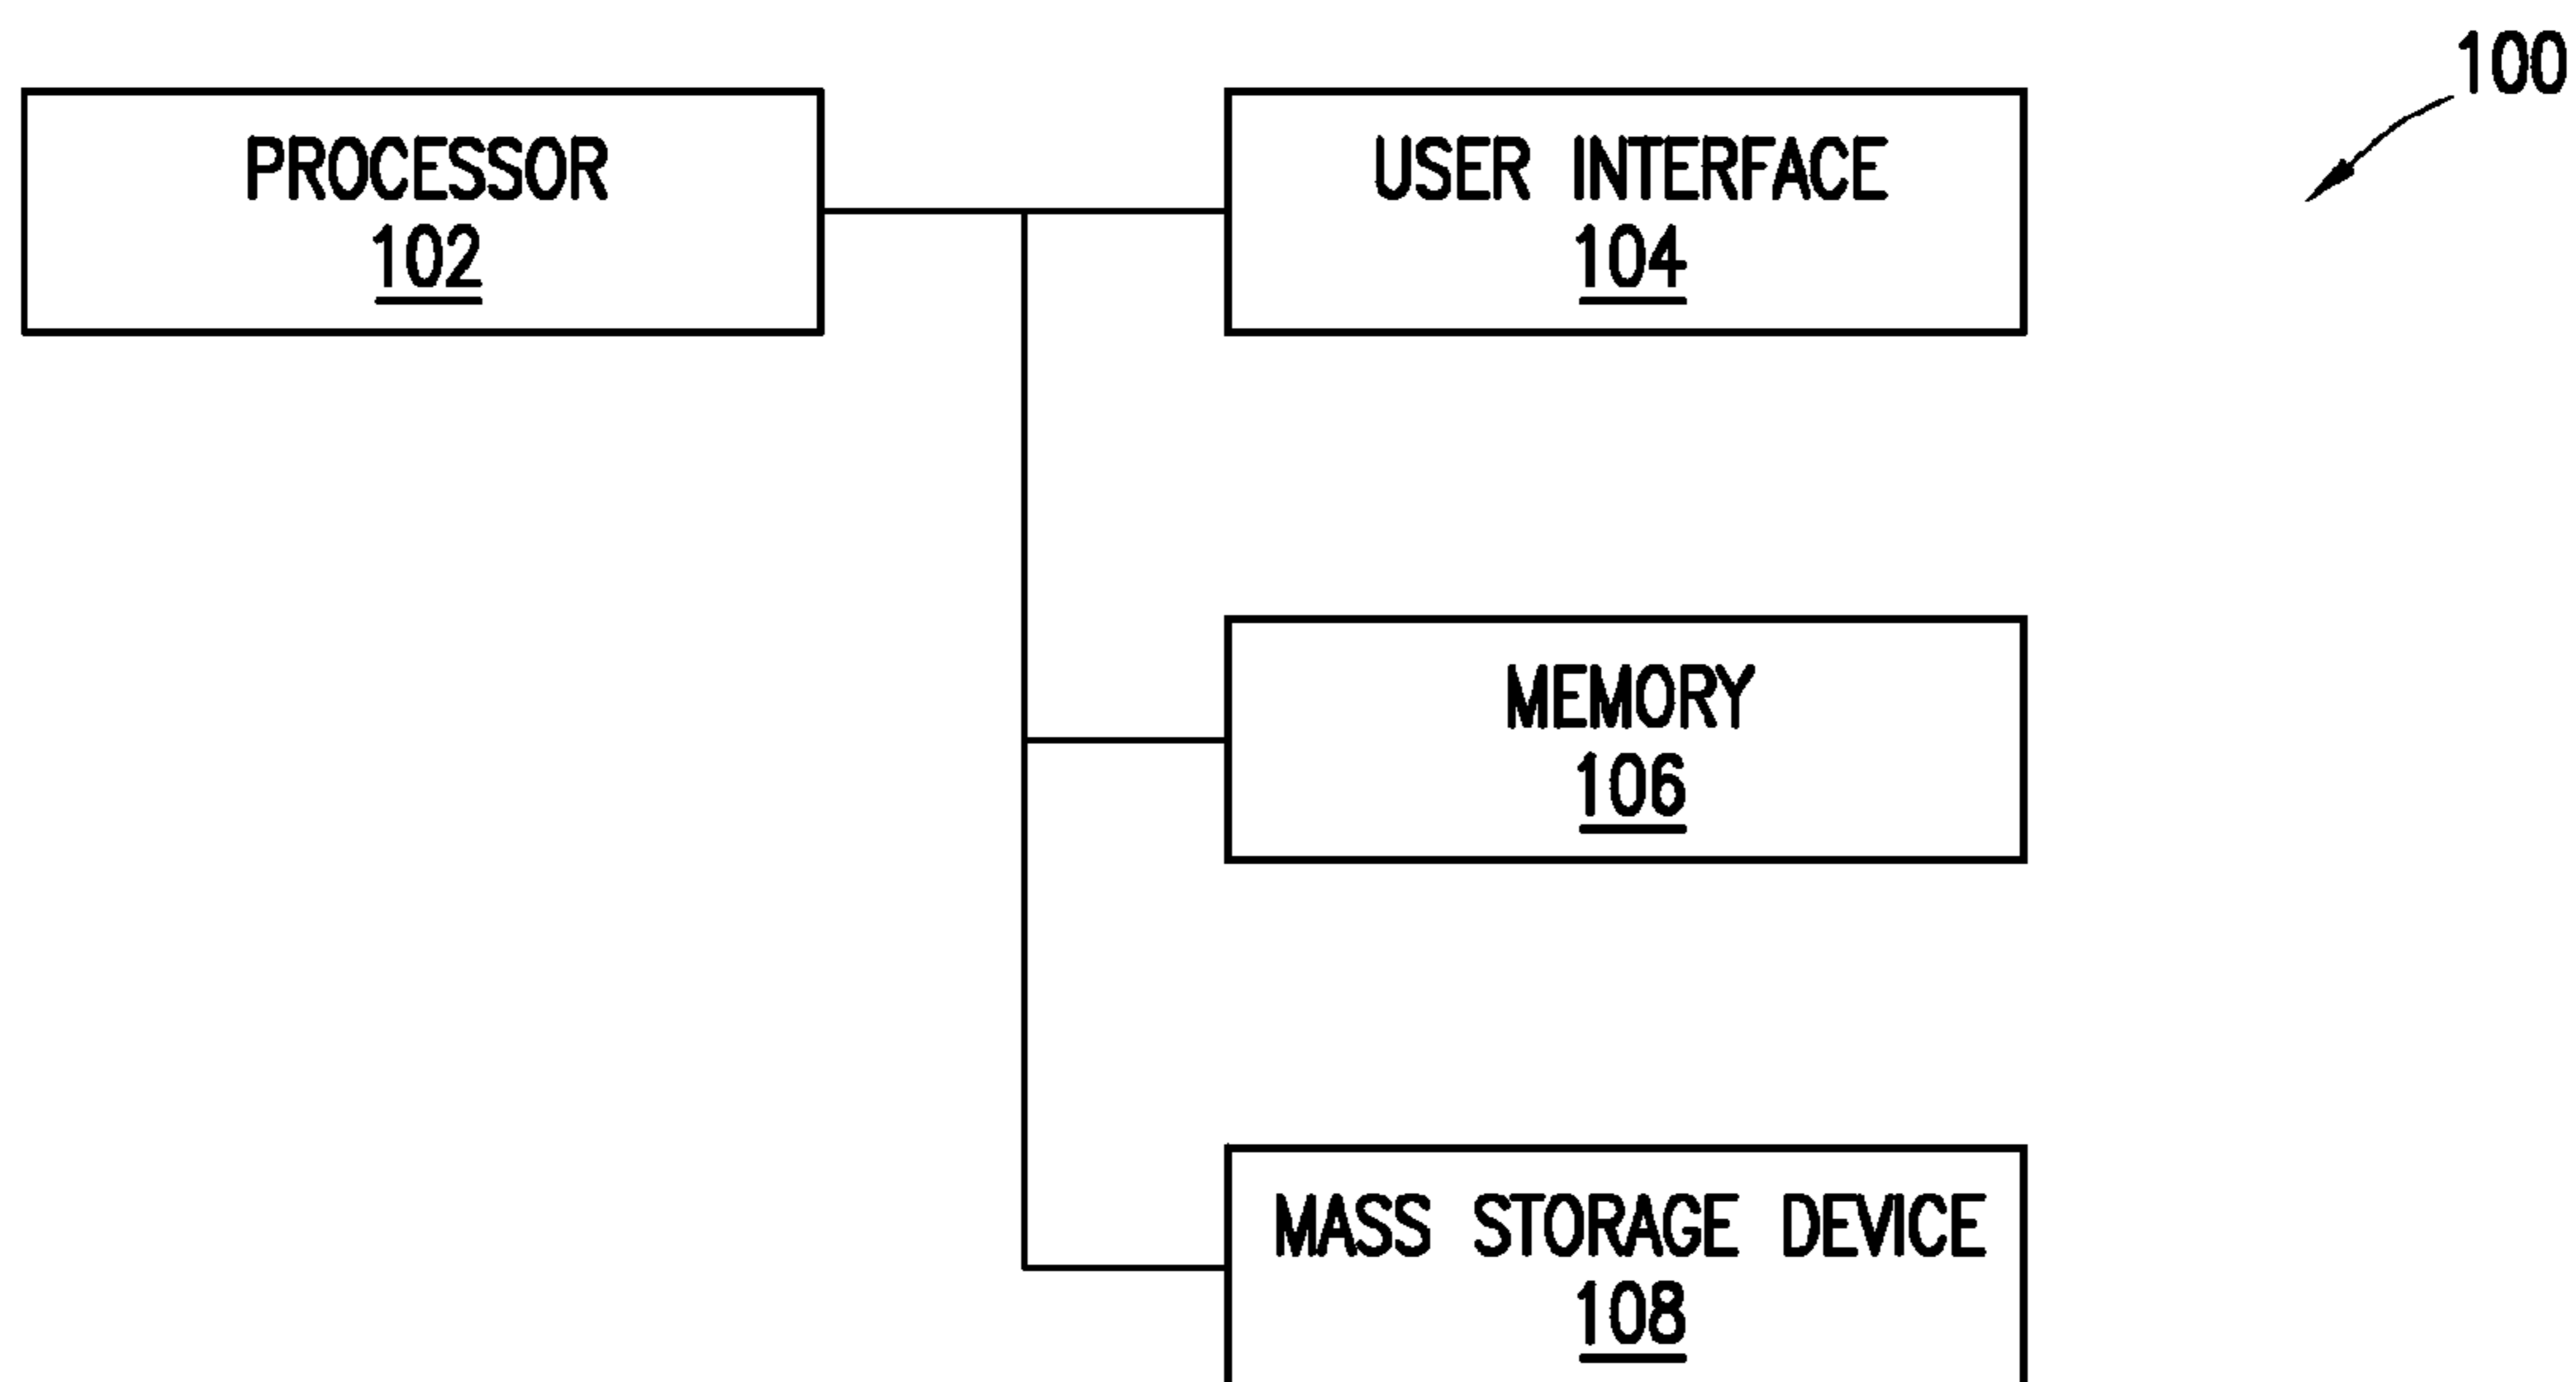 100
PROCESSOR
102
USER INTERFACE
104
MEMORY
106
MASS STORAGE DEVICE
108